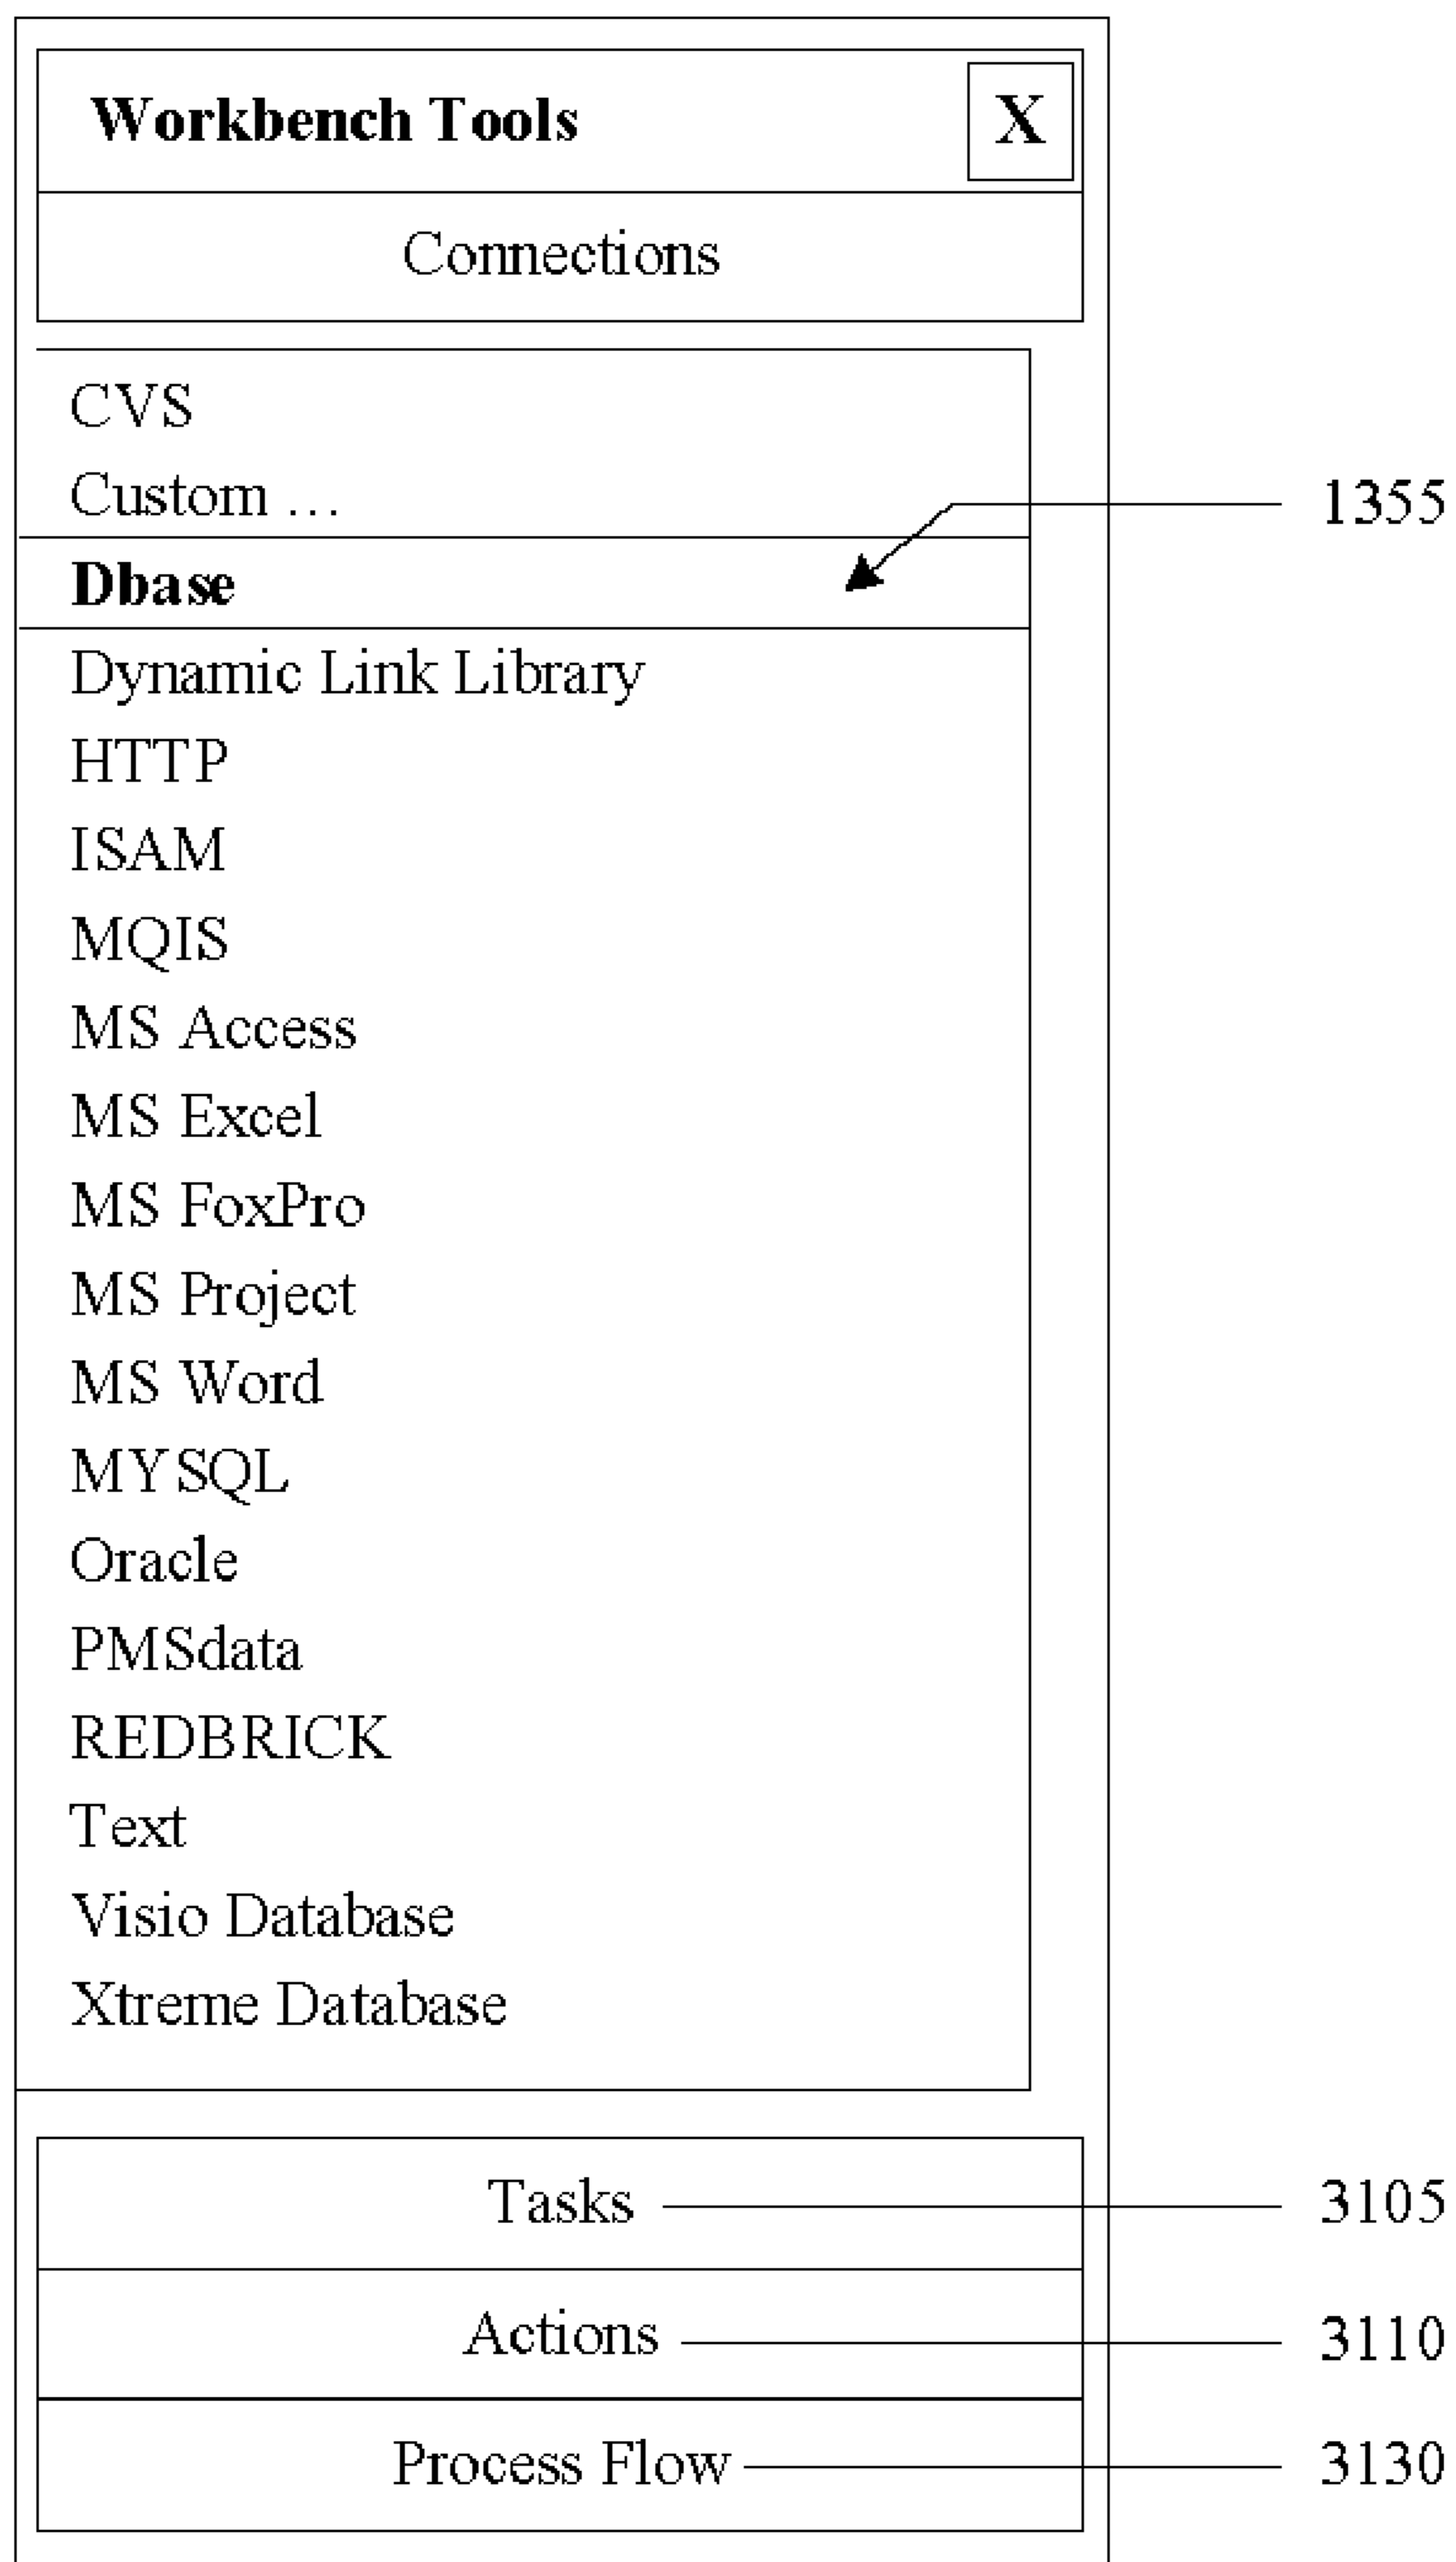 Workbench Tools X
Connections
CVS
Custom ...
1355
Dbase
Dynamic Link Library
HTTP
ISAM
MQIS
MS Access
MS Excel
MS FoxPro
MS Project
MS Word
MYSQL
Oracle
PMSdata
REDBRICK
Text
Visio Database
Xtreme Database
Tasks 3105
Actions 3110
Process Flow 3130